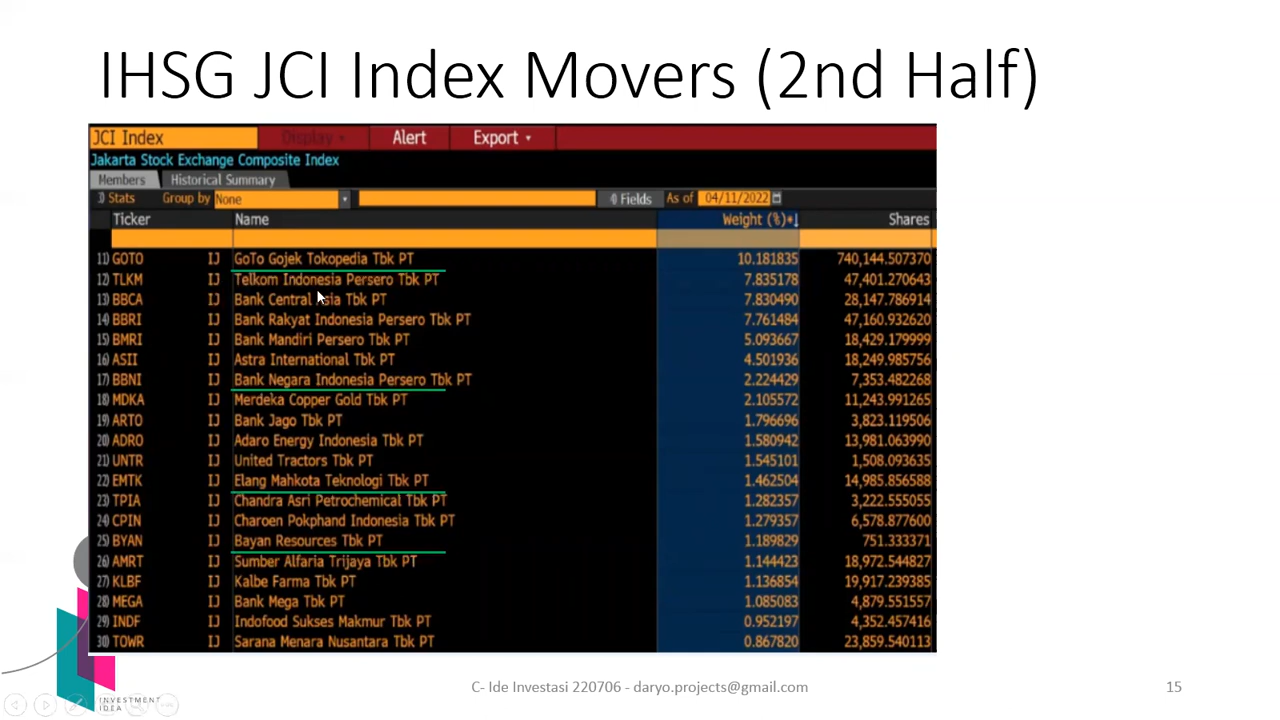 IHSG JCI Index Movers (2nd Half)
JCI Index Display Alert Export
Jakarta Stock Exchange Composite Index
Members Historical Summary
Stats Group by None Fields As of 04/11/2022
Ticker Name Weight (%) Shares
11) GOTO IJ GoTo Gojek Tokopedia Tbk PT 10.181835 740,144.507370
12) TLKM IJ Telkom Indonesia Persero Tbk PT 7.835178 47,401.270643
13) BBCA IJ Bank Central Asia Tbk PT 7.830490 28,147.786914
14) BBRI IJ Bank Rakyat Indonesia Persero Tbk PT 7.761484 47,160.932620
15) BMRI IJ Bank Mandiri Persero Tbk PT 5.093667 18,429.179999
16) ASII IJ Astra International Tbk PT 4.501936 18,249.985756
17) BBNI IJ Bank Negara Indonesia Persero Tbk PT 2.224429 7,353.482268
18) MDKA IJ Merdeka Copper Gold Tbk PT 2.105572 11,243.991265
19) ARTO IJ Bank Jago Tbk PT 1.796696 3,823.119506
20) ADRO IJ Adaro Energy Indonesia Tbk PT 1.580942 13,981.063990
21) UNTR IJ United Tractors Tbk PT 1.545101 1,508.093635
22) EMTK IJ Elang Mahkota Teknologi Tbk PT 1.462504 14,985.856588
23) TPIA IJ Chandra Asri Petrochemical Tbk PT 1.282357 3,222.555055
24) CPIN IJ Charoen Pokphand Indonesia Tbk PT 1.279357 6,578.877600
25) BYAN IJ Bayan Resources Tbk PT 1.189829 751.333371
26) AMRT IJ Sumber Alfaria Trijaya Tbk PT 1.144423 18,972.544827
27) KLBF IJ Kalbe Farma Tbk PT 1.136854 19,917.239385
28) MEGA IJ Bank Mega Tbk PT 1.085083 4,879.551557
29) INDF IJ Indofood Sukses Makmur Tbk PT 0.952197 4,352.457416
30) TOWR IJ Sarana Menara Nusantara Tbk PT 0.867820 23,859.540113
INVESTMENT
IDEA
C- Ide Investasi 220706 - daryo.projects@gmail.com
15